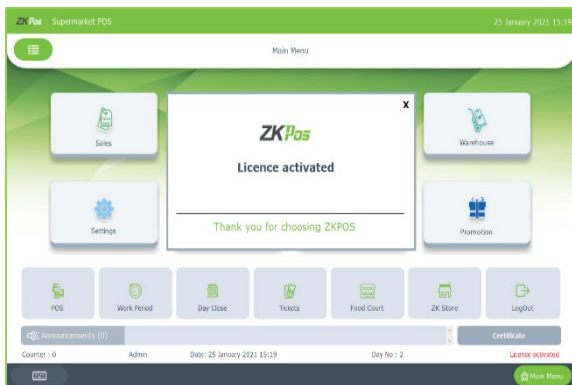 ZKPos Supermarket POS 25 January 2021 15:19
Main Menu
X
ZKPos
Licence activated
Thank you for choosing ZKPOS
Sales
Warehouse
Settings
Promotion
POS
Work Period
Day Close
Tickets
Food Court
ZK Store
LogOut
Announcements (0)
Certificate
Counter : 0 Admin Date: 25 January 2021 15:19 Day No : 2 Licence activated
Main Menu